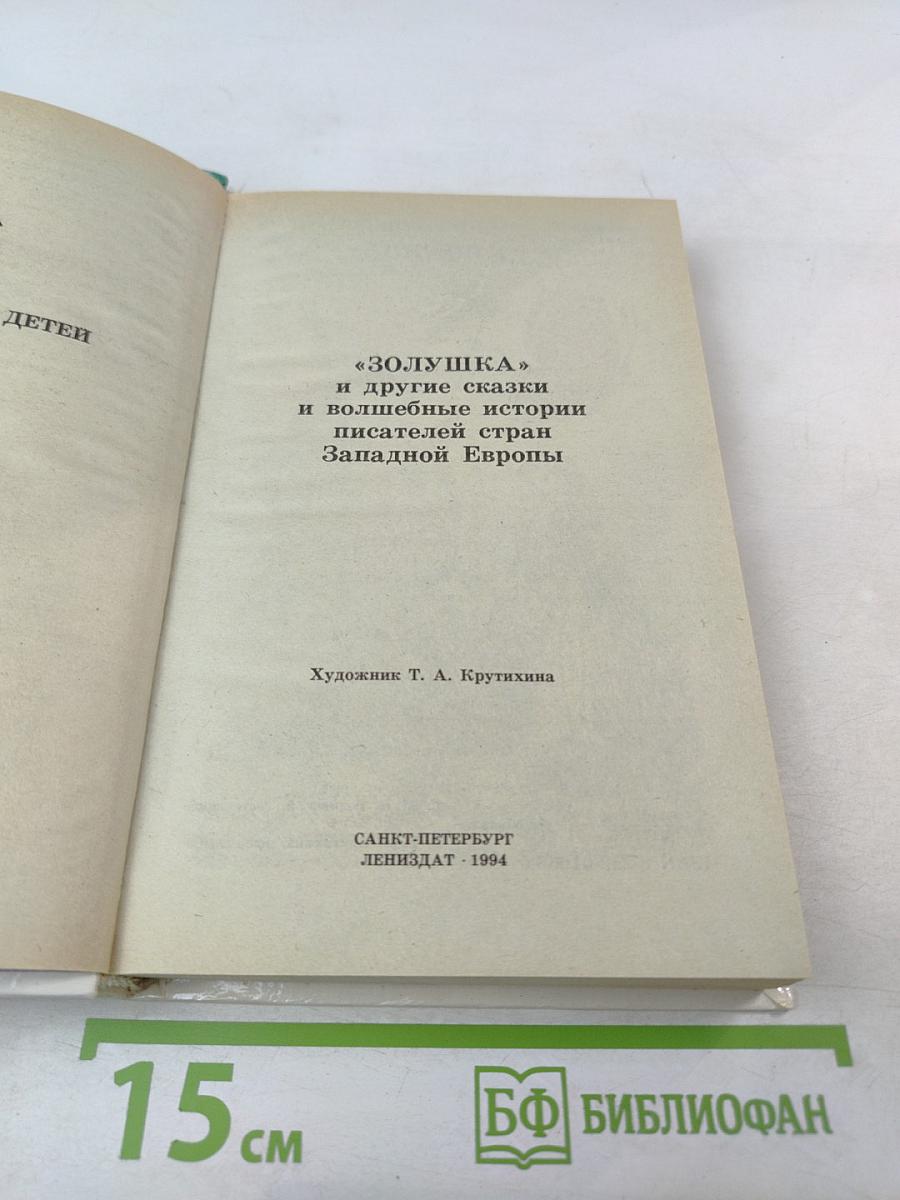 ДЕТЕЙ
«ЗОЛУШКА»
и другие сказки
и волшебные истории
писателей стран
Западной Европы
Художник Т. А. Крутихина
САНКТ-ПЕТЕРБУРГ
ЛЕНИЗДАТ · 1994
15 см
БФ БИБЛИОФАН